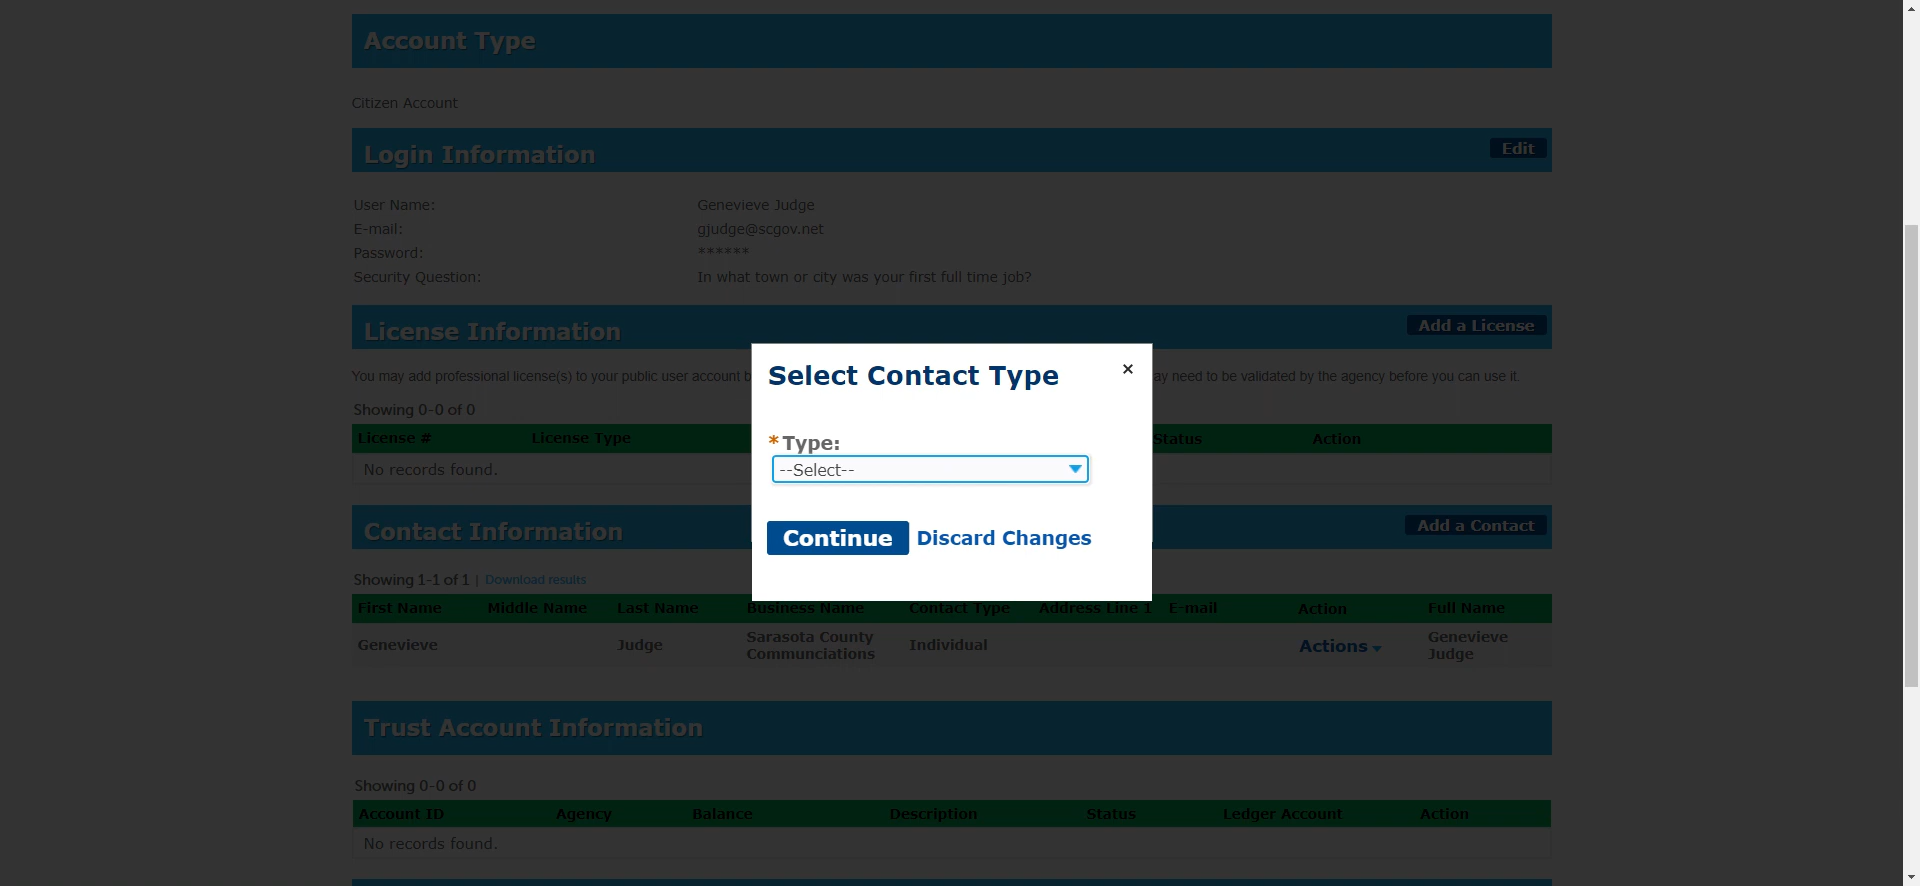 Account Type
Citizen Account
Login Information
Edit
User Name: Genevieve Judge
E-mail: gjudge@scgov.net
Password: ******
Security Question: In what town or city was your first full time job?
License Information
Add a License
You may add professional license(s) to your public user account b
ay need to be validated by the agency before you can use it.
Showing 0-0 of 0
License # License Type Status Action
No records found.
Select Contact Type ×
*Type:
--Select--
Continue Discard Changes
Contact Information
Add a Contact
Showing 1-1 of 1 | Download results
First Name Middle Name Last Name Business Name Contact Type Address Line 1 E-mail Action Full Name
Genevieve Judge Sarasota County Communciations Individual Actions Genevieve Judge
Trust Account Information
Showing 0-0 of 0
Account ID Agency Balance Description Status Ledger Account Action
No records found.